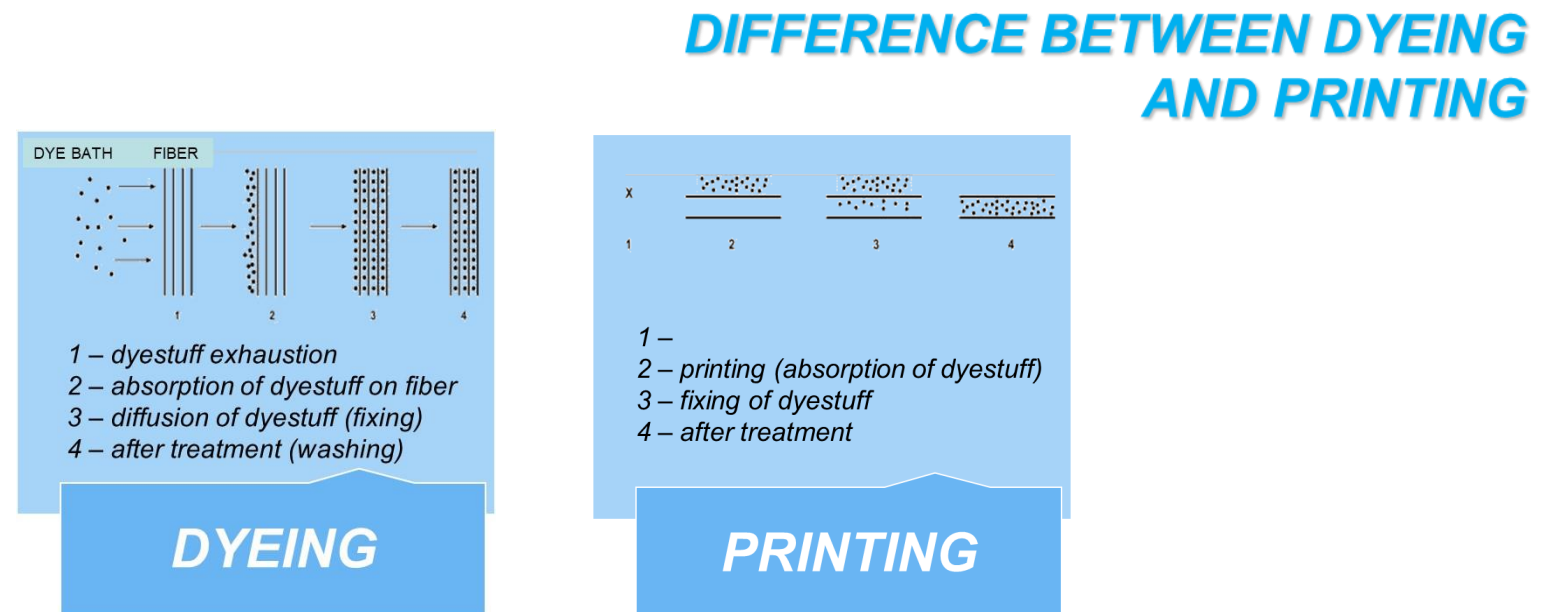 DIFFERENCE BETWEEN DYEING
AND PRINTING
DYE BATH FIBER
1 2 3 4
1 – dyestuff exhaustion
2 – absorption of dyestuff on fiber
3 – diffusion of dyestuff (fixing)
4 – after treatment (washing)
DYEING
x
1 2 3 4
1 –
2 – printing (absorption of dyestuff)
3 – fixing of dyestuff
4 – after treatment
PRINTING